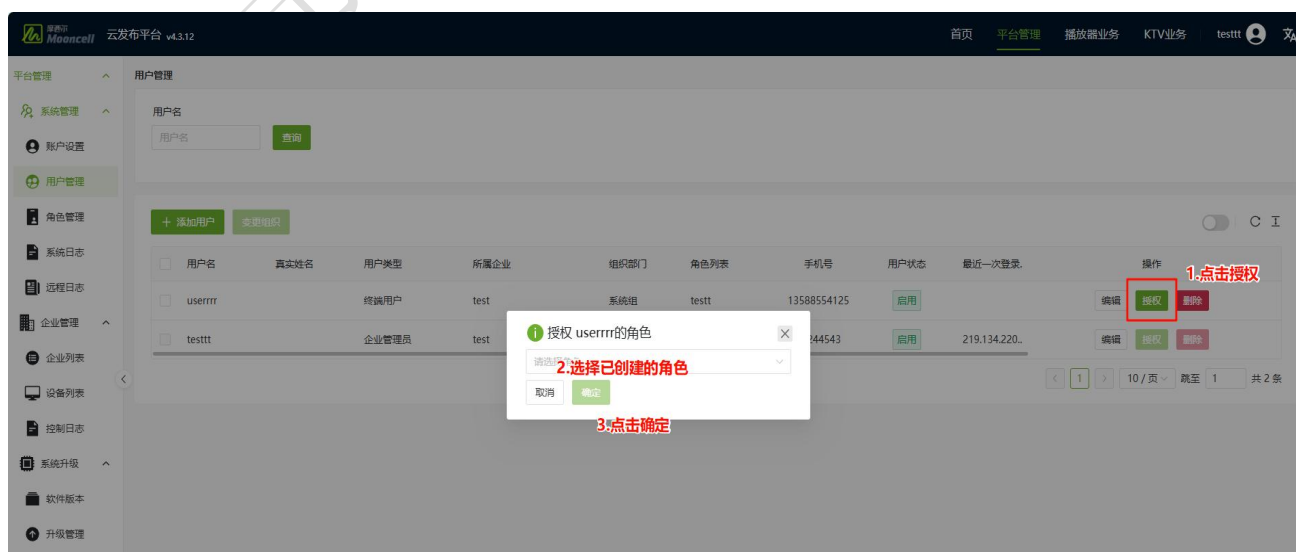 摩西尔 Mooncell 云发布平台 v4.3.12 首页 平台管理 播放器业务 KTV业务 testtt
平台管理 用户管理
系统管理 用户名
账户设置 用户名 查询
用户管理
角色管理 + 添加用户 变更组织
系统日志 用户名 真实姓名 用户类型 所属企业 组织部门 角色列表 手机号 用户状态 最近一次登录. 操作 1.点击授权
远程日志 userrrr 终端用户 test 系统组 testt 13588554125 启用 编辑 授权 删除
企业管理 授权 userrrr的角色
testtt 企业管理员 test 244543 启用 219.134.220.. 编辑 授权 删除
企业列表 2.选择已创建的角色
设备列表 取消 确定 1 10 / 页 跳至 1 共 2 条
控制日志 3.点击确定
系统升级
软件版本
升级管理